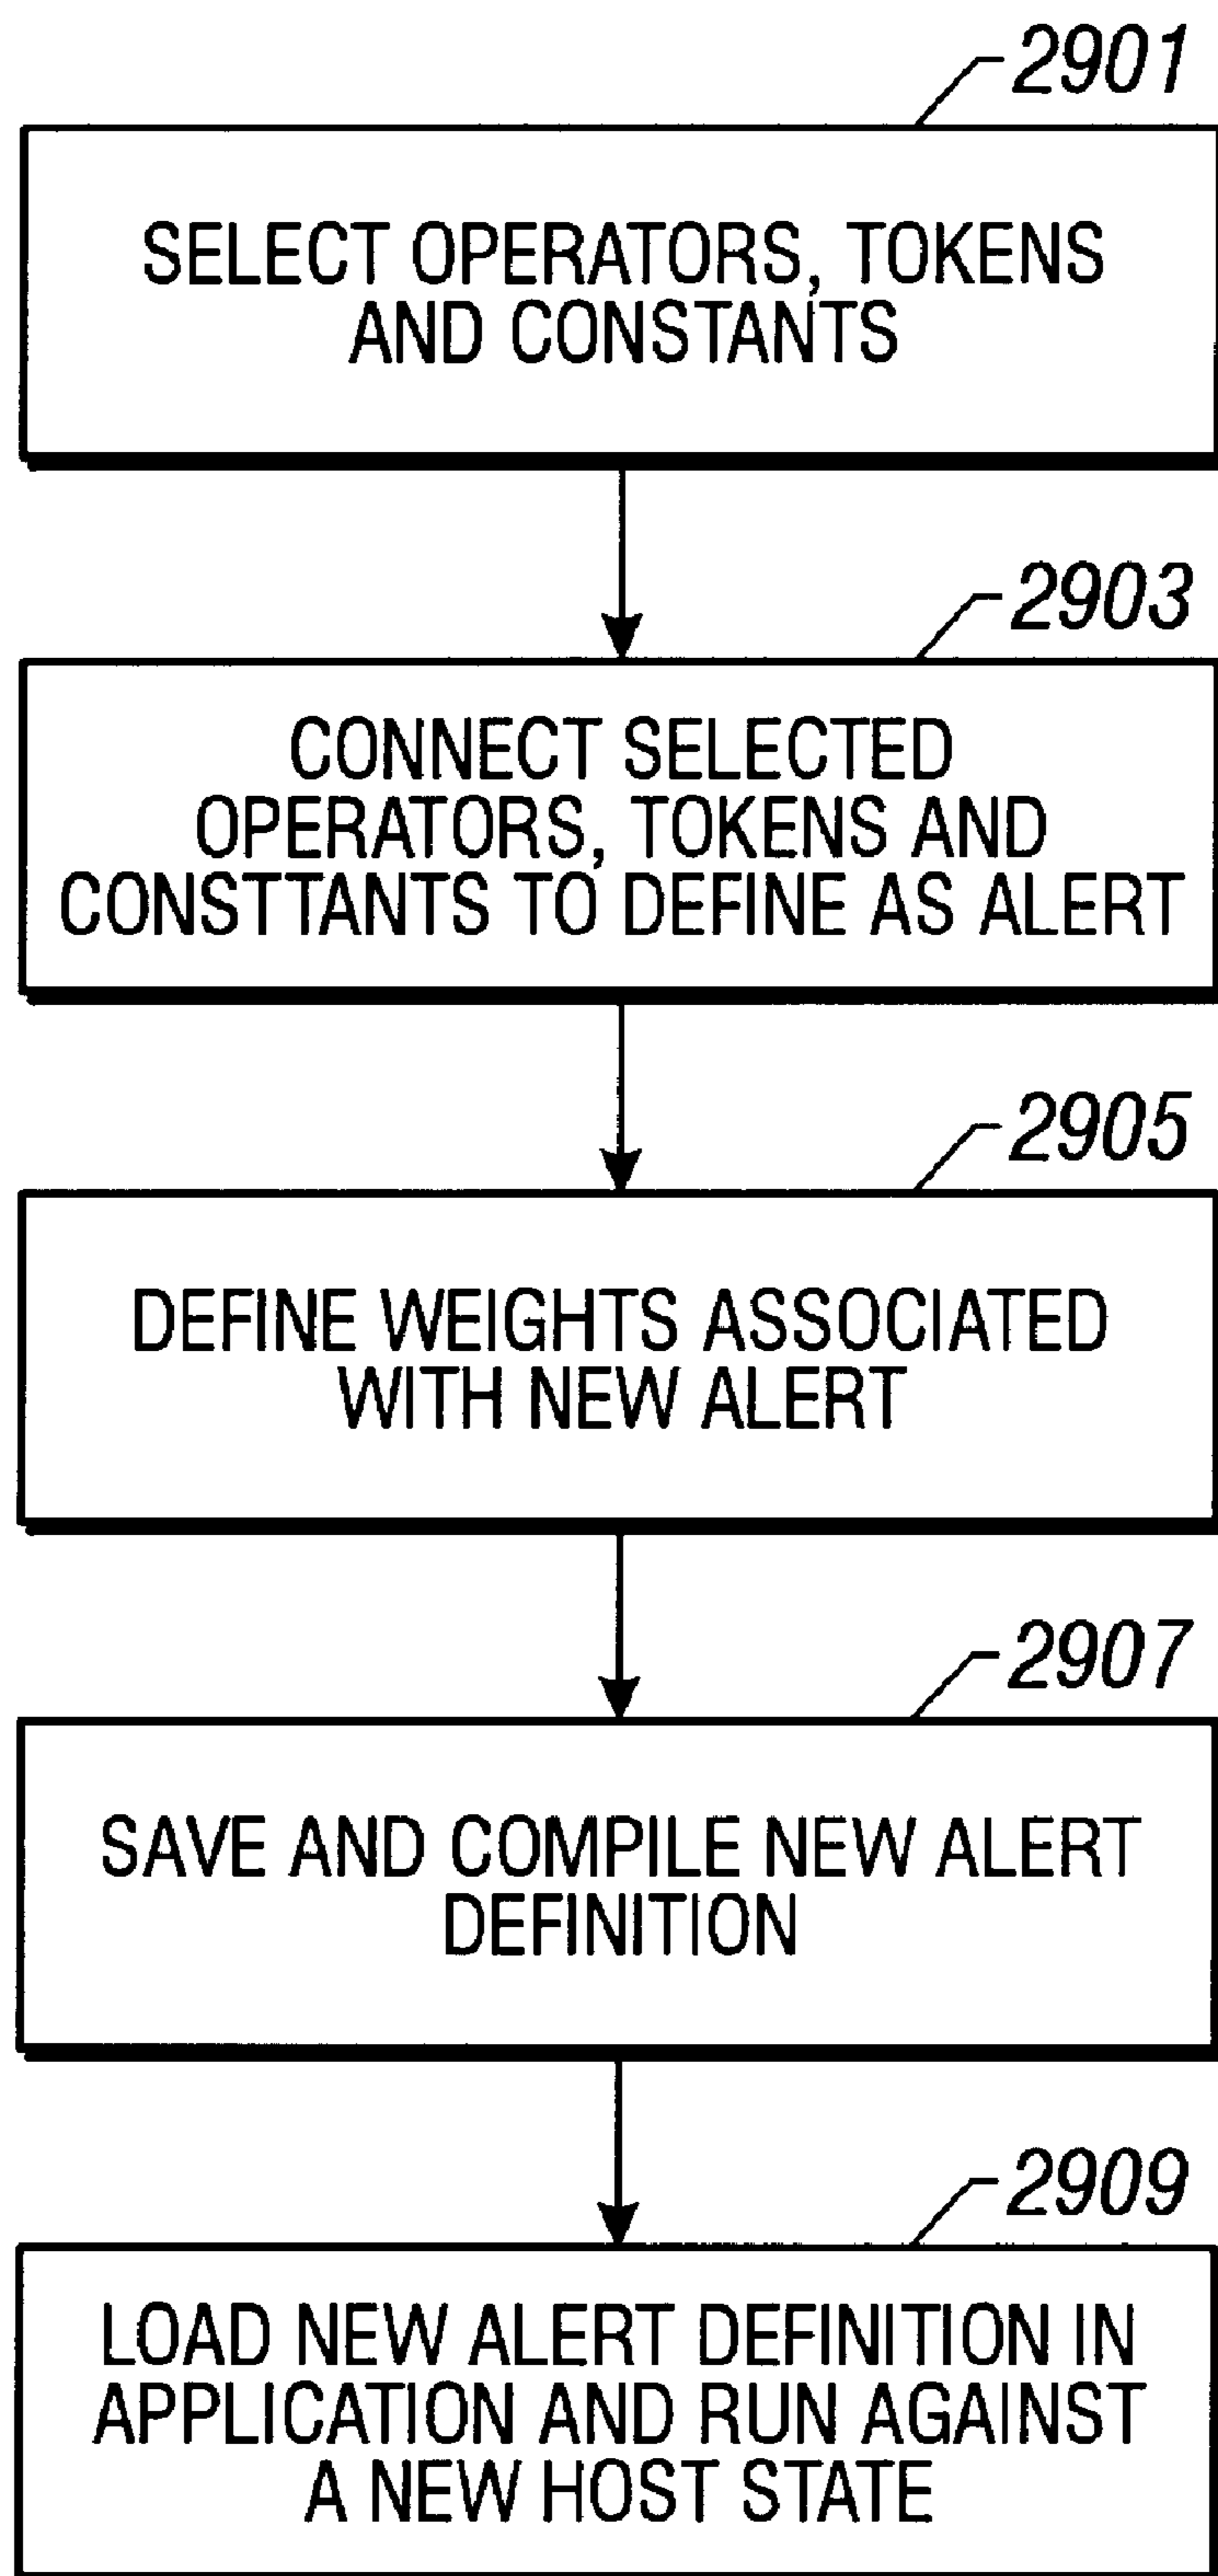 2901
SELECT OPERATORS, TOKENS
AND CONSTANTS
2903
CONNECT SELECTED
OPERATORS, TOKENS AND
CONSTTANTS TO DEFINE AS ALERT
2905
DEFINE WEIGHTS ASSOCIATED
WITH NEW ALERT
2907
SAVE AND COMPILE NEW ALERT
DEFINITION
2909
LOAD NEW ALERT DEFINITION IN
APPLICATION AND RUN AGAINST
A NEW HOST STATE